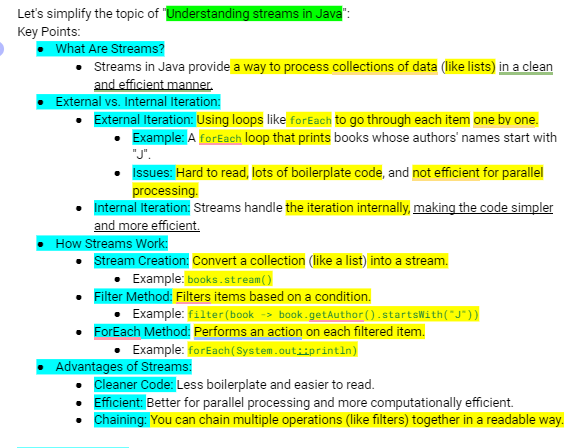 Let's simplify the topic of "Understanding streams in Java":
Key Points:
● What Are Streams?
● Streams in Java provide a way to process collections of data (like lists) in a clean
and efficient manner.
● External vs. Internal Iteration:
● External Iteration: Using loops like forEach to go through each item one by one.
● Example: A forEach loop that prints books whose authors' names start with
"J".
● Issues: Hard to read, lots of boilerplate code, and not efficient for parallel
processing.
● Internal Iteration: Streams handle the iteration internally, making the code simpler
and more efficient.
● How Streams Work:
● Stream Creation: Convert a collection (like a list) into a stream.
● Example: books.stream()
● Filter Method: Filters items based on a condition.
● Example: filter(book -> book.getAuthor().startsWith("J"))
● ForEach Method: Performs an action on each filtered item.
● Example: forEach(System.out::println)
● Advantages of Streams:
● Cleaner Code: Less boilerplate and easier to read.
● Efficient: Better for parallel processing and more computationally efficient.
● Chaining: You can chain multiple operations (like filters) together in a readable way.